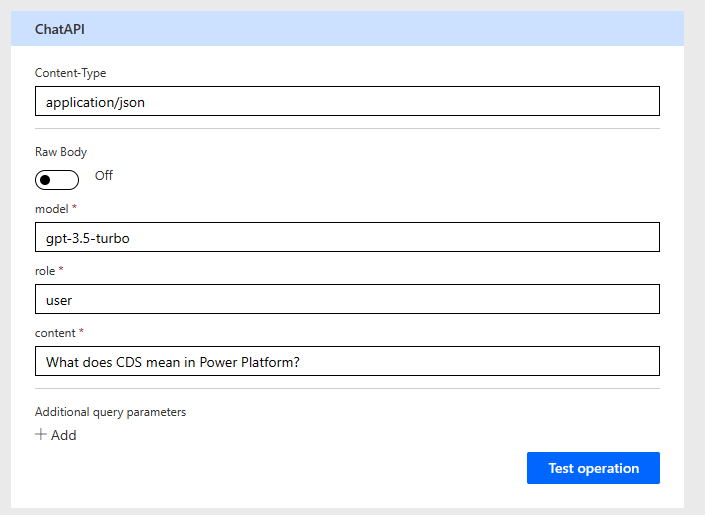 ChatAPI
Content-Type
application/json
Raw Body
Off
model *
gpt-3.5-turbo
role *
user
content *
What does CDS mean in Power Platform?
Additional query parameters
+ Add
Test operation